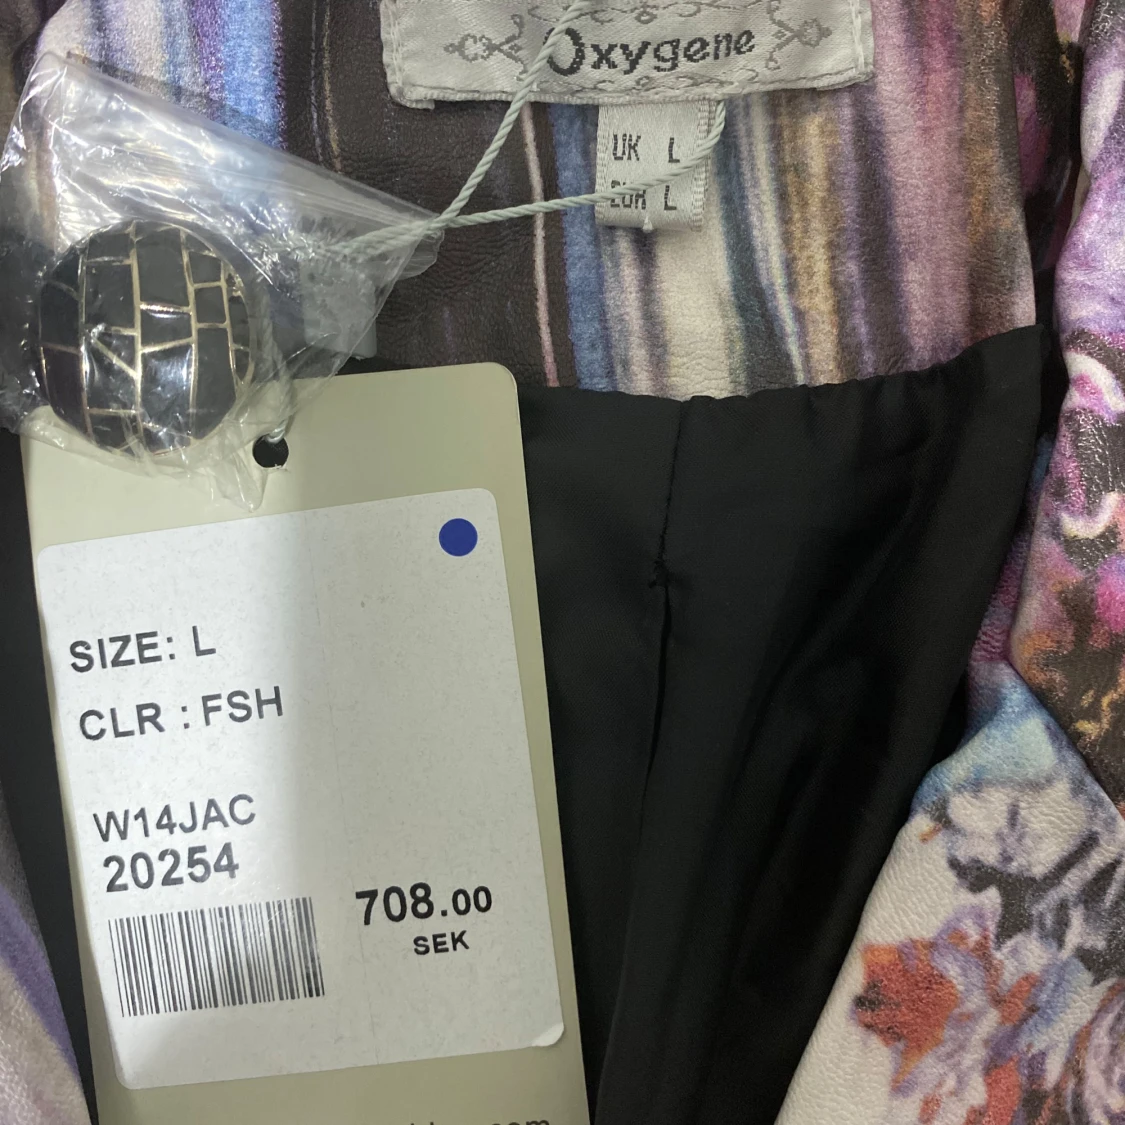 Oxygene
UK L
EUR L
SIZE: L
CLR : FSH
W14JAC
20254
708.00
SEK